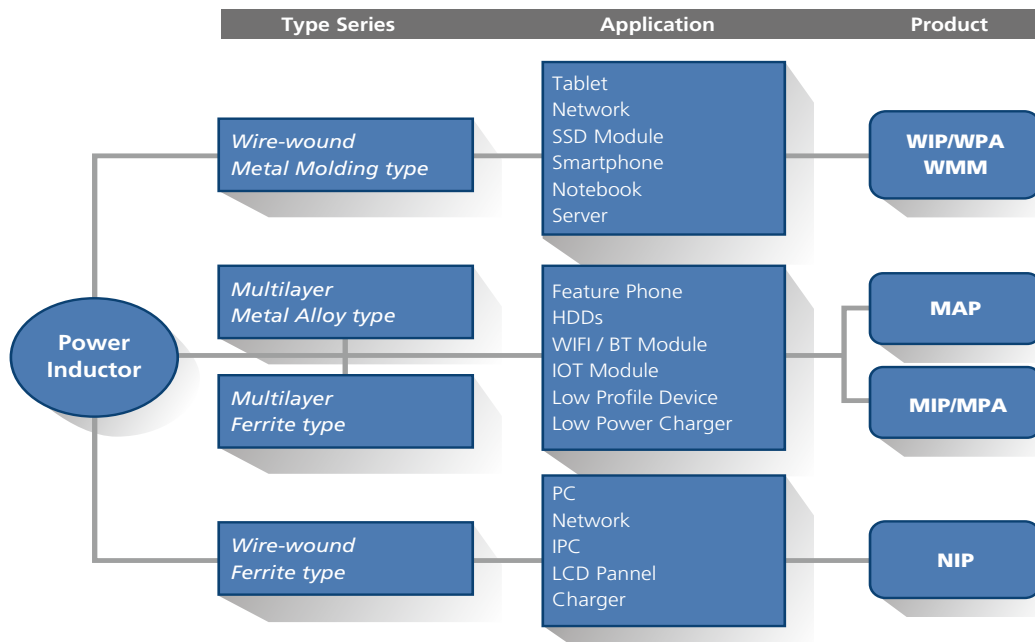 Type Series
Application
Product
Power
Inductor
Wire-wound
Metal Molding type
Tablet
Network
SSD Module
Smartphone
Notebook
Server
WIP/WPA
WMM
Multilayer
Metal Alloy type
Multilayer
Ferrite type
Feature Phone
HDDs
WIFI / BT Module
IOT Module
Low Profile Device
Low Power Charger
MAP
MIP/MPA
Wire-wound
Ferrite type
PC
Network
IPC
LCD Pannel
Charger
NIP